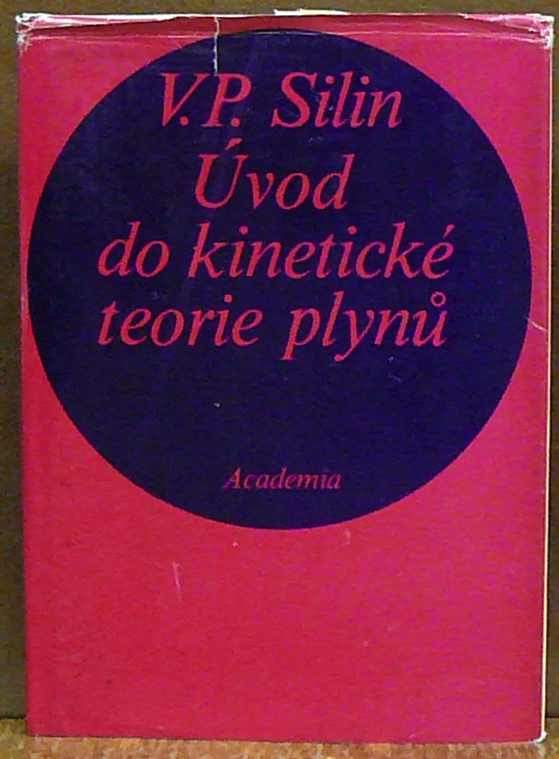 V. P. Silin
Úvod
do kinetické
teorie plynů
Academia